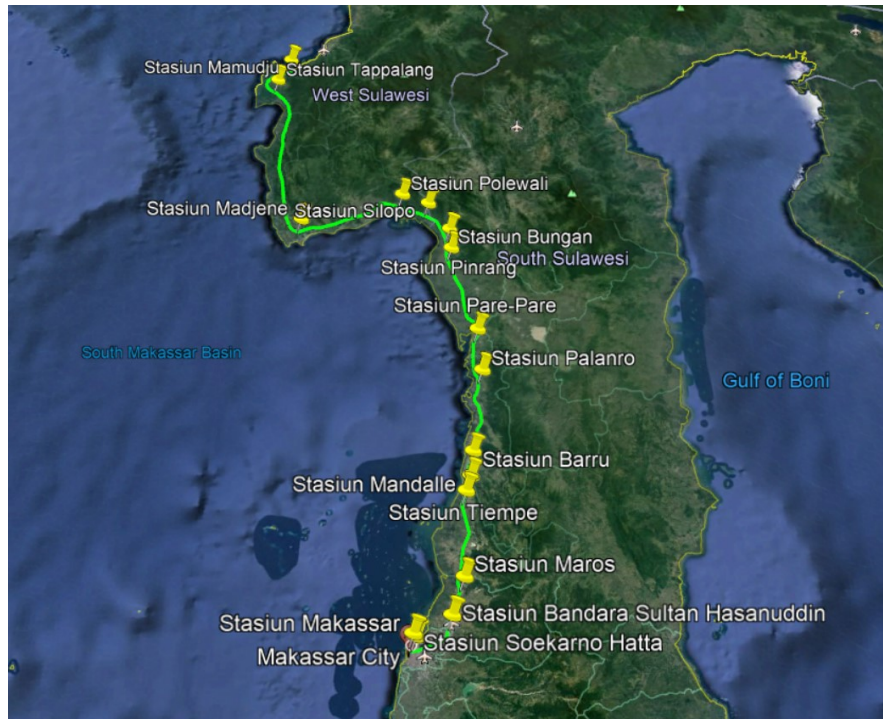 Stasiun Mamudju
Stasiun Tappalang
West Sulawesi
Stasiun Polewali
Stasiun Madjene
Stasiun Silopo
Stasiun Bungan
South Sulawesi
Stasiun Pinrang
Stasiun Pare-Pare
South Makassar Basin
Stasiun Palanro
Gulf of Boni
Stasiun Barru
Stasiun Mandalle
Stasiun Tiempe
Stasiun Maros
Stasiun Bandara Sultan Hasanuddin
Stasiun Makassar
Stasiun Soekarno Hatta
Makassar City